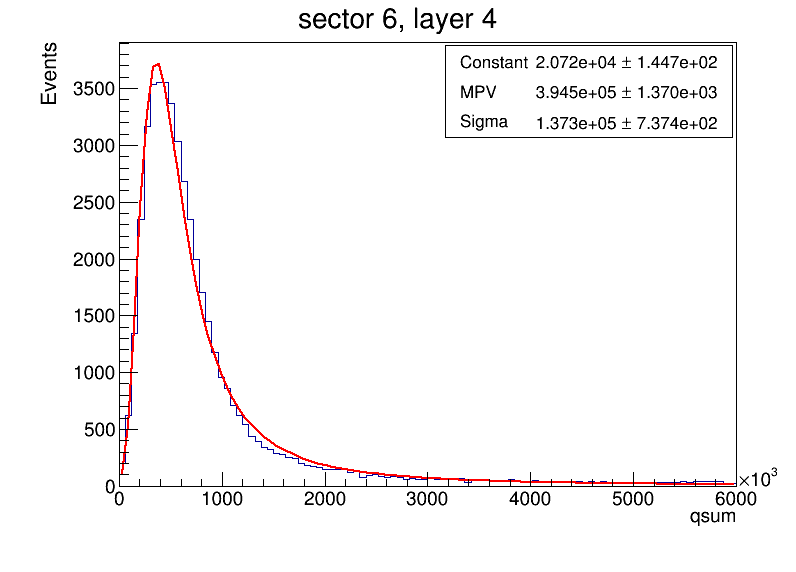 sector 6, layer 4
Events
Constant 2.072e+04 ± 1.447e+02
MPV 3.945e+05 ± 1.370e+03
Sigma 1.373e+05 ± 7.374e+02
3500
3000
2500
2000
1500
1000
500
0
0 1000 2000 3000 4000 5000 6000
×10³
qsum